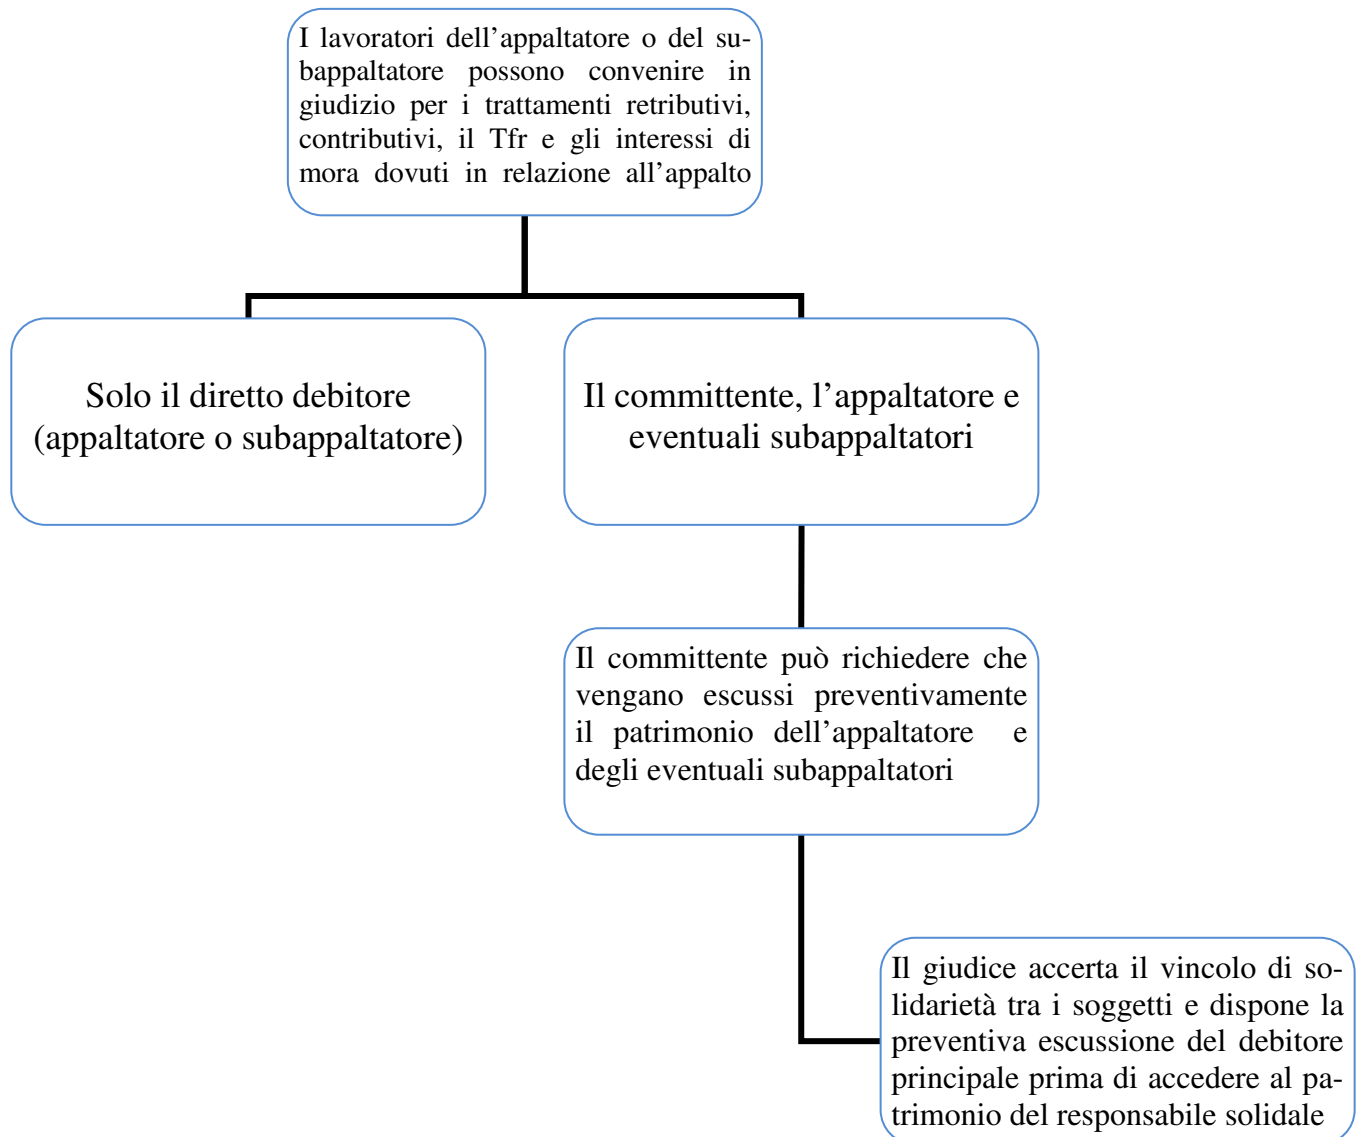 I lavoratori dell’appaltatore o del su-
bappaltatore possono convenire in
giudizio per i trattamenti retributivi,
contributivi, il Tfr e gli interessi di
mora dovuti in relazione all’appalto
Solo il diretto debitore
(appaltatore o subappaltatore)
Il committente, l’appaltatore e
eventuali subappaltatori
Il committente può richiedere che
vengano escussi preventivamente
il patrimonio dell’appaltatore e
degli eventuali subappaltatori
Il giudice accerta il vincolo di so-
lidarietà tra i soggetti e dispone la
preventiva escussione del debitore
principale prima di accedere al pa-
trimonio del responsabile solidale